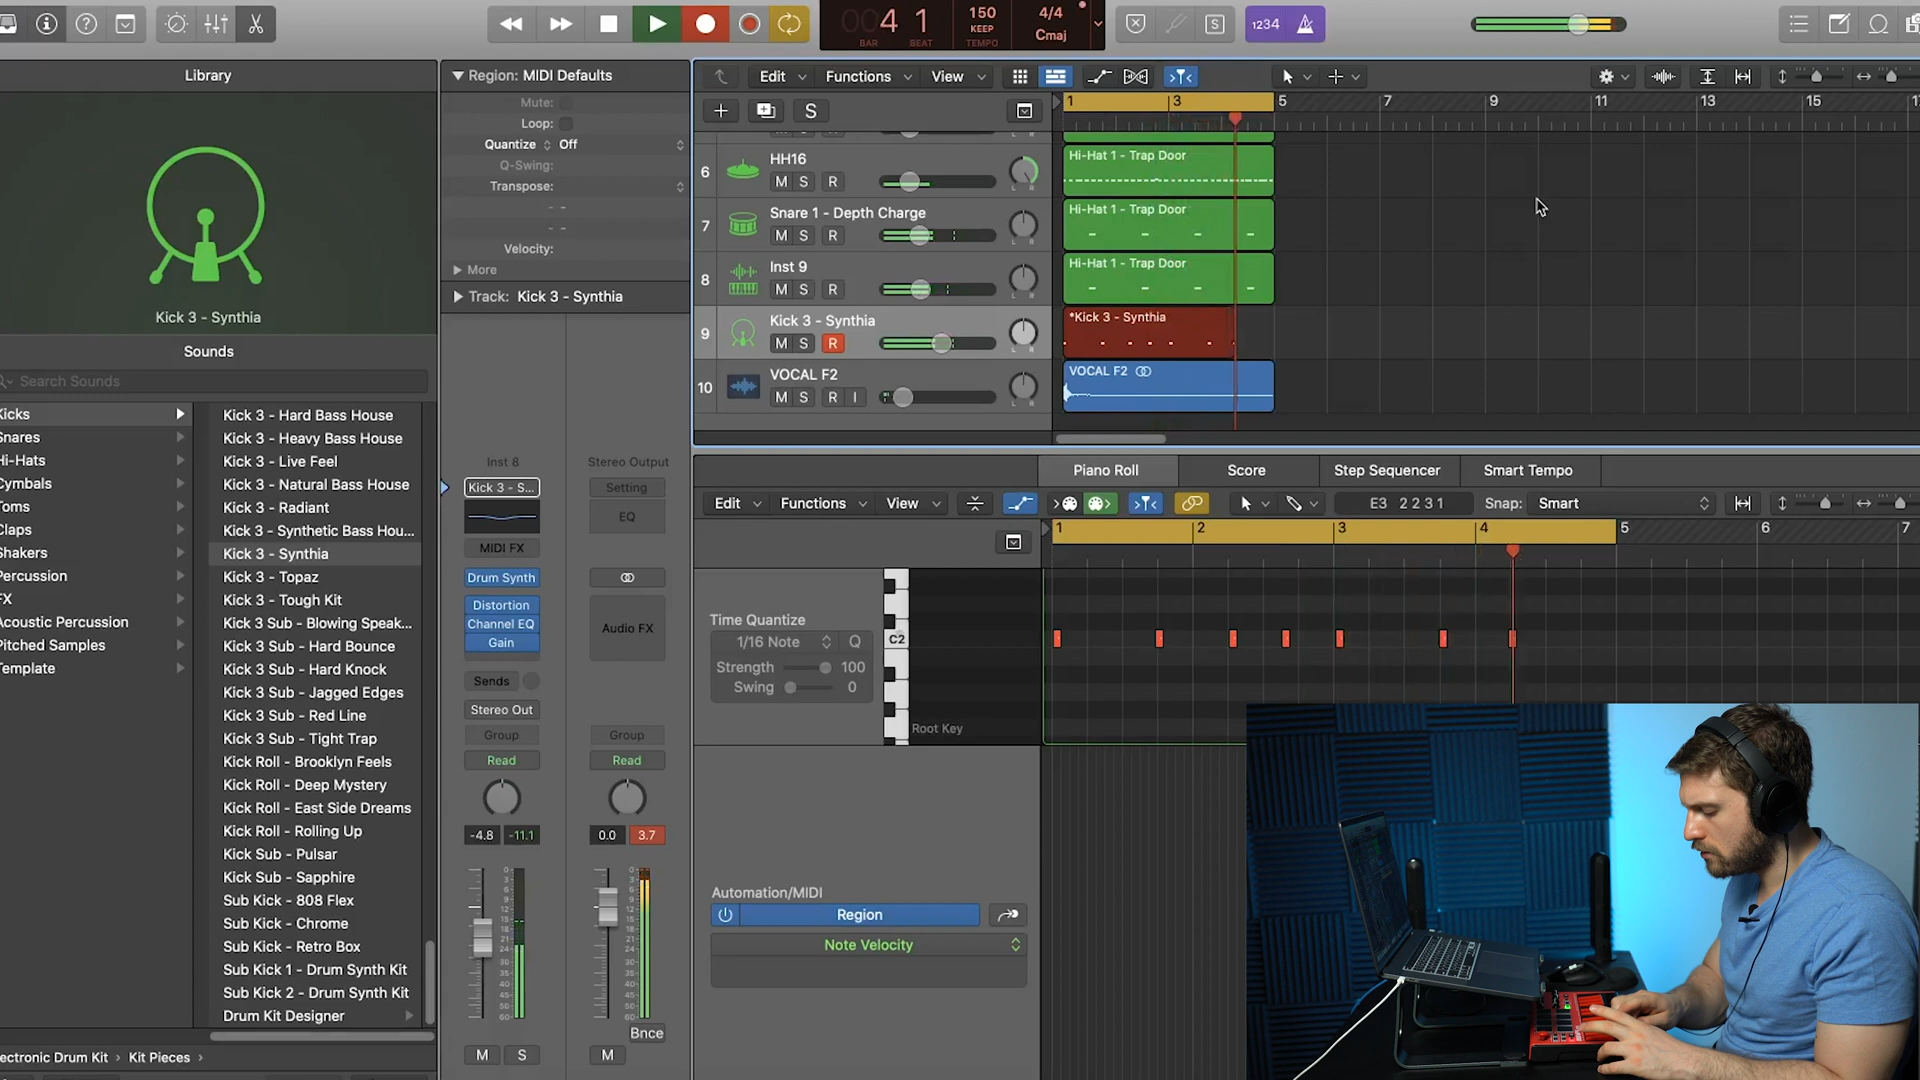 4 1
BAR BEAT
150
KEEP
TEMPO
4/4
Cmaj
S
1234
Library
Kick 3 - Synthia
Sounds
Search Sounds
Kicks
Snares
Hi-Hats
Cymbals
Toms
Claps
Shakers
Percussion
FX
Acoustic Percussion
Pitched Samples
Template
Kick 3 - Hard Bass House
Kick 3 - Heavy Bass House
Kick 3 - Live Feel
Kick 3 - Natural Bass House
Kick 3 - Radiant
Kick 3 - Synthetic Bass Hou...
Kick 3 - Synthia
Kick 3 - Topaz
Kick 3 - Tough Kit
Kick 3 Sub - Blowing Speak...
Kick 3 Sub - Hard Bounce
Kick 3 Sub - Hard Knock
Kick 3 Sub - Jagged Edges
Kick 3 Sub - Red Line
Kick 3 Sub - Tight Trap
Kick Roll - Brooklyn Feels
Kick Roll - Deep Mystery
Kick Roll - East Side Dreams
Kick Roll - Rolling Up
Kick Sub - Pulsar
Kick Sub - Sapphire
Sub Kick - 808 Flex
Sub Kick - Chrome
Sub Kick - Retro Box
Sub Kick 1 - Drum Synth Kit
Sub Kick 2 - Drum Synth Kit
Drum Kit Designer
ectronic Drum Kit › Kit Pieces ›
Region: MIDI Defaults
Mute:
Loop:
Quantize Off
Q-Swing:
Transpose:
Velocity:
More
Track: Kick 3 - Synthia
Inst 8
Stereo Output
Kick 3 - S...
Setting
EQ
MIDI FX
Drum Synth
Distortion
Channel EQ
Gain
Audio FX
Sends
Stereo Out
Group
Group
Read
Read
-4.8 -11.1
0.0 3.7
Bnce
M S
M
Edit Functions View
S
1 3 5 7 9 11 13 15 17
6 HH16
M S R
Hi-Hat 1 - Trap Door
7 Snare 1 - Depth Charge
M S R
Hi-Hat 1 - Trap Door
8 Inst 9
M S R
Hi-Hat 1 - Trap Door
9 Kick 3 - Synthia
M S R
*Kick 3 - Synthia
10 VOCAL F2
M S R I
VOCAL F2
Piano Roll Score Step Sequencer Smart Tempo
Edit Functions View
E3 2 2 3 1
Snap: Smart
1 2 3 4 5 6 7
Time Quantize
1/16 Note Q
Strength 100
Swing 0
C2
Root Key
Automation/MIDI
Region
Note Velocity